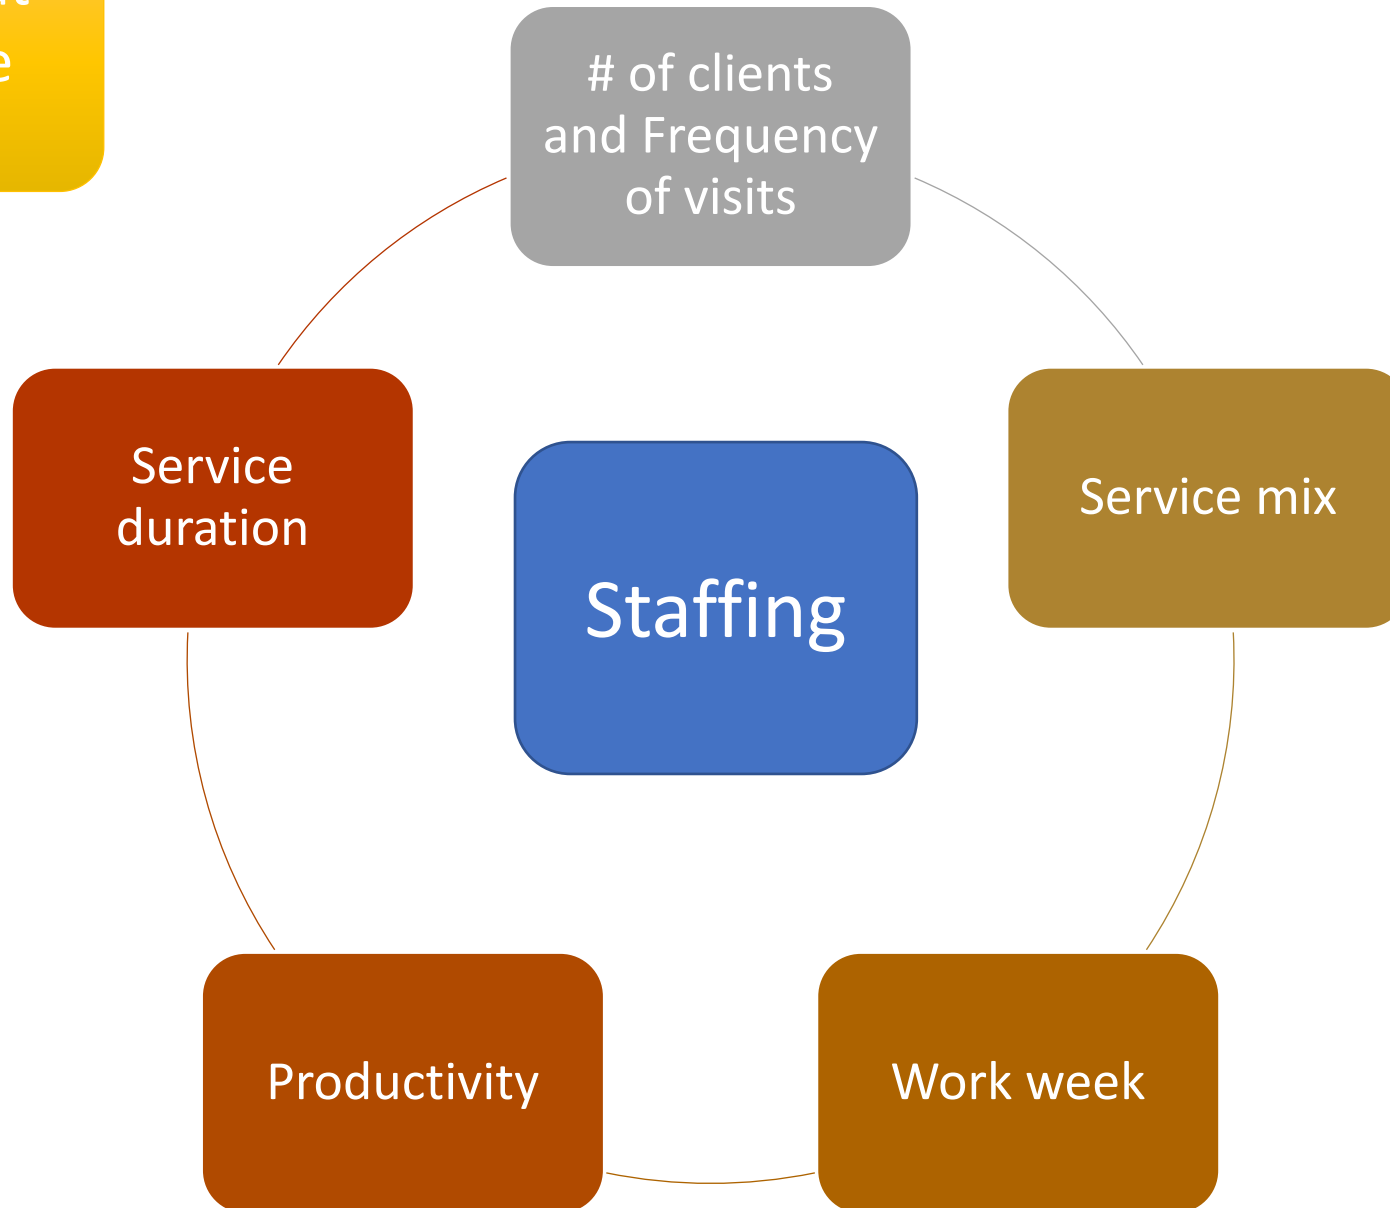 # of clients
and Frequency
of visits
Service
duration
Service mix
Staffing
Productivity
Work week